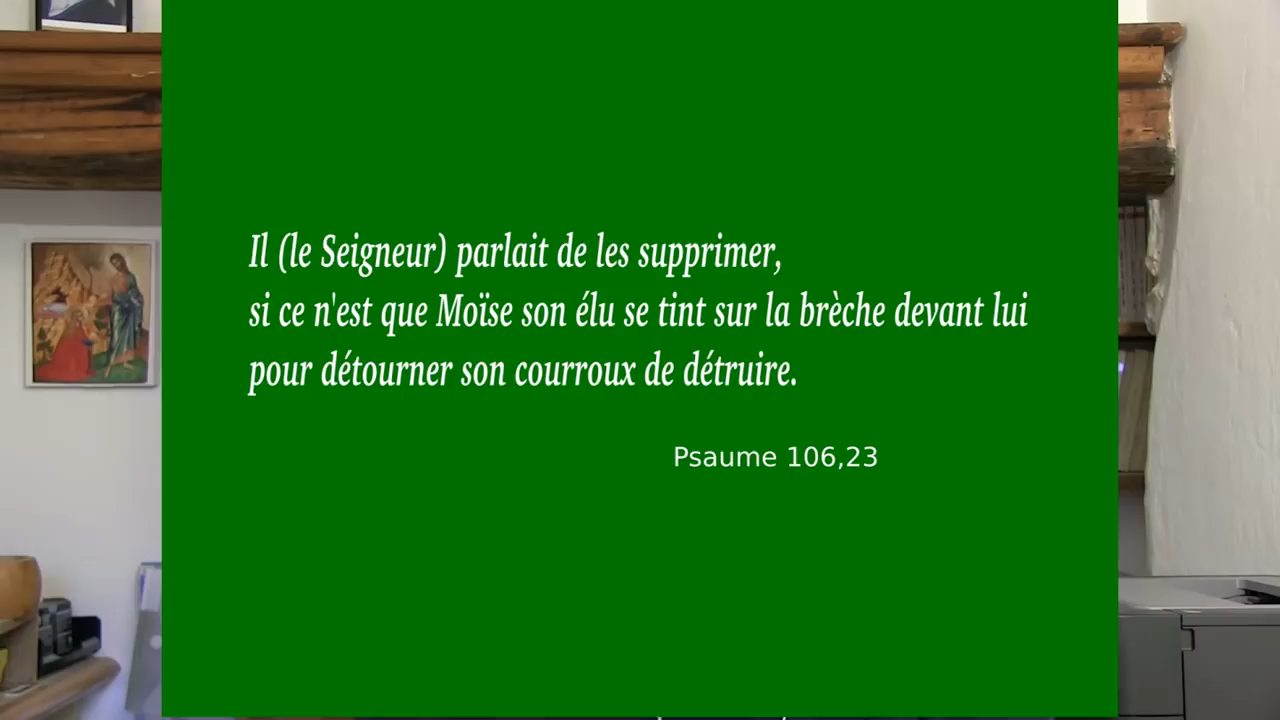 Il (le Seigneur) parlait de les supprimer,
si ce n'est que Moïse son élu se tint sur la brèche devant lui
pour détourner son courroux de détruire.
Psaume 106,23